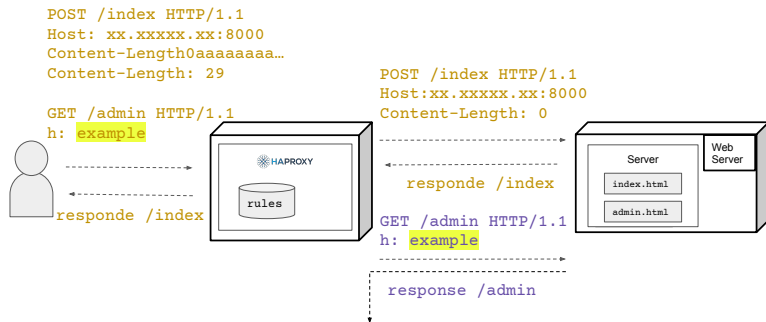 POST /index HTTP/1.1
Host: xx.xxxxx.xx:8000
Content-Length0aaaaaaaa…
Content-Length: 29
GET /admin HTTP/1.1
h: example
responde /index
HAPROXY
rules
POST /index HTTP/1.1
Host:xx.xxxxx.xx:8000
Content-Length: 0
responde /index
GET /admin HTTP/1.1
h: example
response /admin
Server
index.html
admin.html
Web
Server